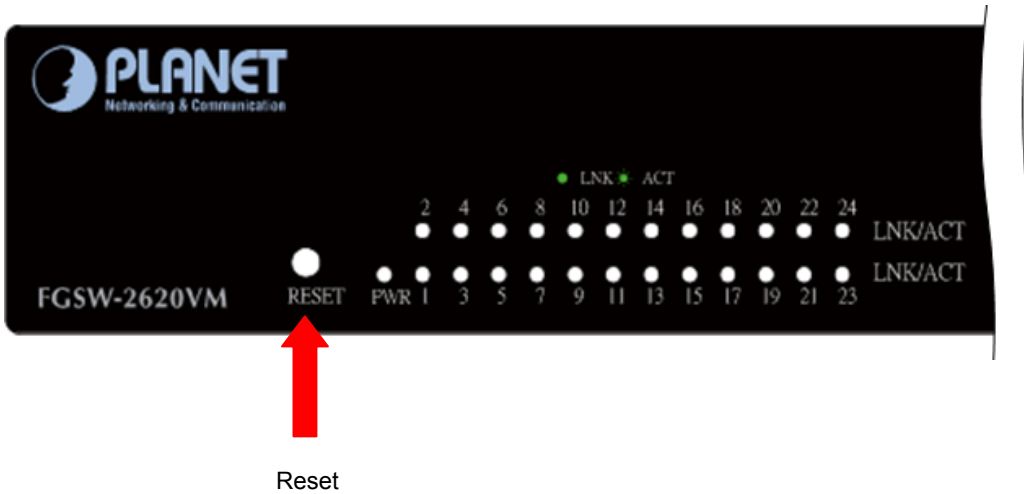 PLANET
Networking & Communication
LNK ACT
2 4 6 8 10 12 14 16 18 20 22 24
LNK/ACT
LNK/ACT
FGSW-2620VM
RESET
PWR 1 3 5 7 9 11 13 15 17 19 21 23
Reset